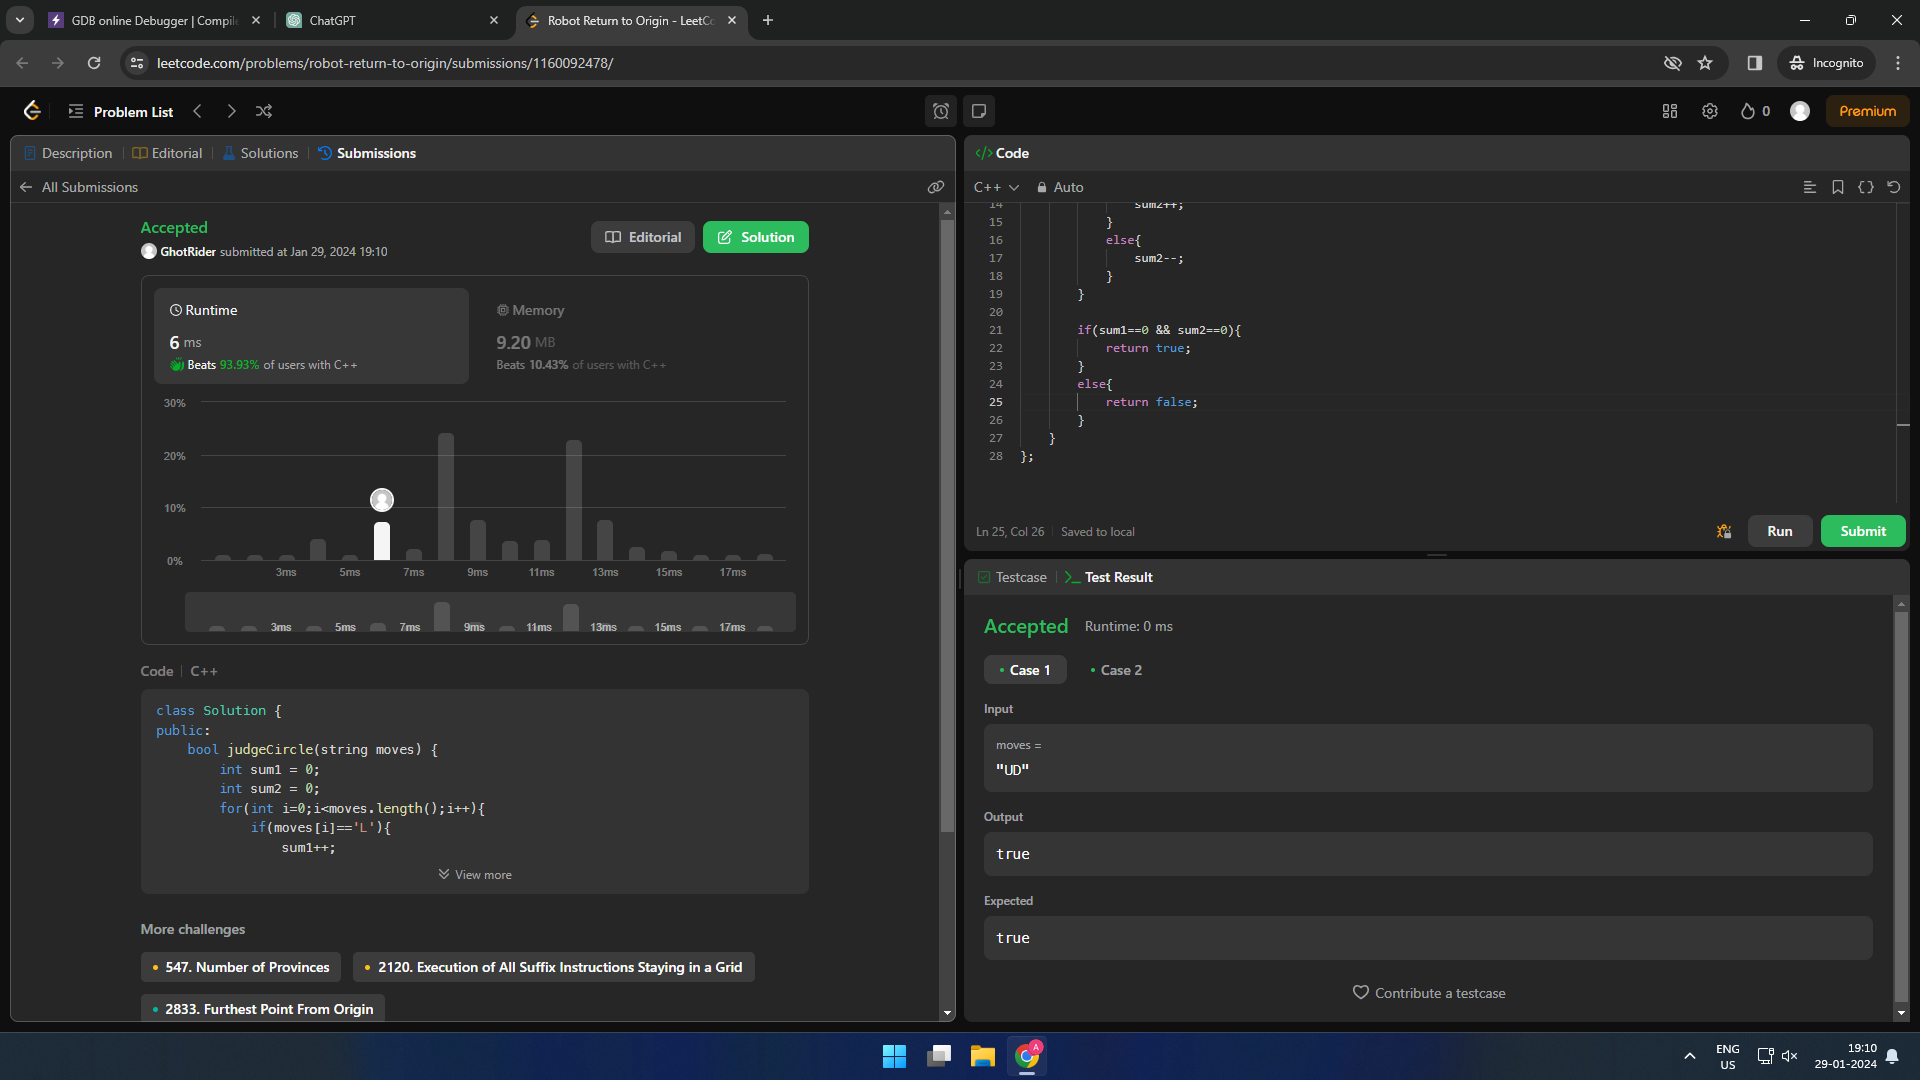 GDB online Debugger | Compile
ChatGPT
Robot Return to Origin - LeetCo
leetcode.com/problems/robot-return-to-origin/submissions/1160092478/
Incognito
Problem List
0
Premium
Description
Editorial
Solutions
Submissions
All Submissions
Accepted
GhotRider submitted at Jan 29, 2024 19:10
Editorial
Solution
Runtime
6 ms
Beats 93.93% of users with C++
Memory
9.20 MB
Beats 10.43% of users with C++
30%
20%
10%
0%
3ms 5ms 7ms 9ms 11ms 13ms 15ms 17ms
3ms 5ms 7ms 9ms 11ms 13ms 15ms 17ms
Code | C++
class Solution {
public:
    bool judgeCircle(string moves) {
        int sum1 = 0;
        int sum2 = 0;
        for(int i=0;i<moves.length();i++){
            if(moves[i]=='L'){
                sum1++;
View more
More challenges
547. Number of Provinces
2120. Execution of All Suffix Instructions Staying in a Grid
2833. Furthest Point From Origin
</> Code
C++
Auto
14                 sum2++;
15             }
16             else{
17                 sum2--;
18             }
19         }
20
21         if(sum1==0 && sum2==0){
22             return true;
23         }
24         else{
25             return false;
26         }
27     }
28 };
Ln 25, Col 26
Saved to local
Run
Submit
Testcase
Test Result
Accepted
Runtime: 0 ms
Case 1
Case 2
Input
moves =
"UD"
Output
true
Expected
true
Contribute a testcase
A
ENG
US
19:10
29-01-2024